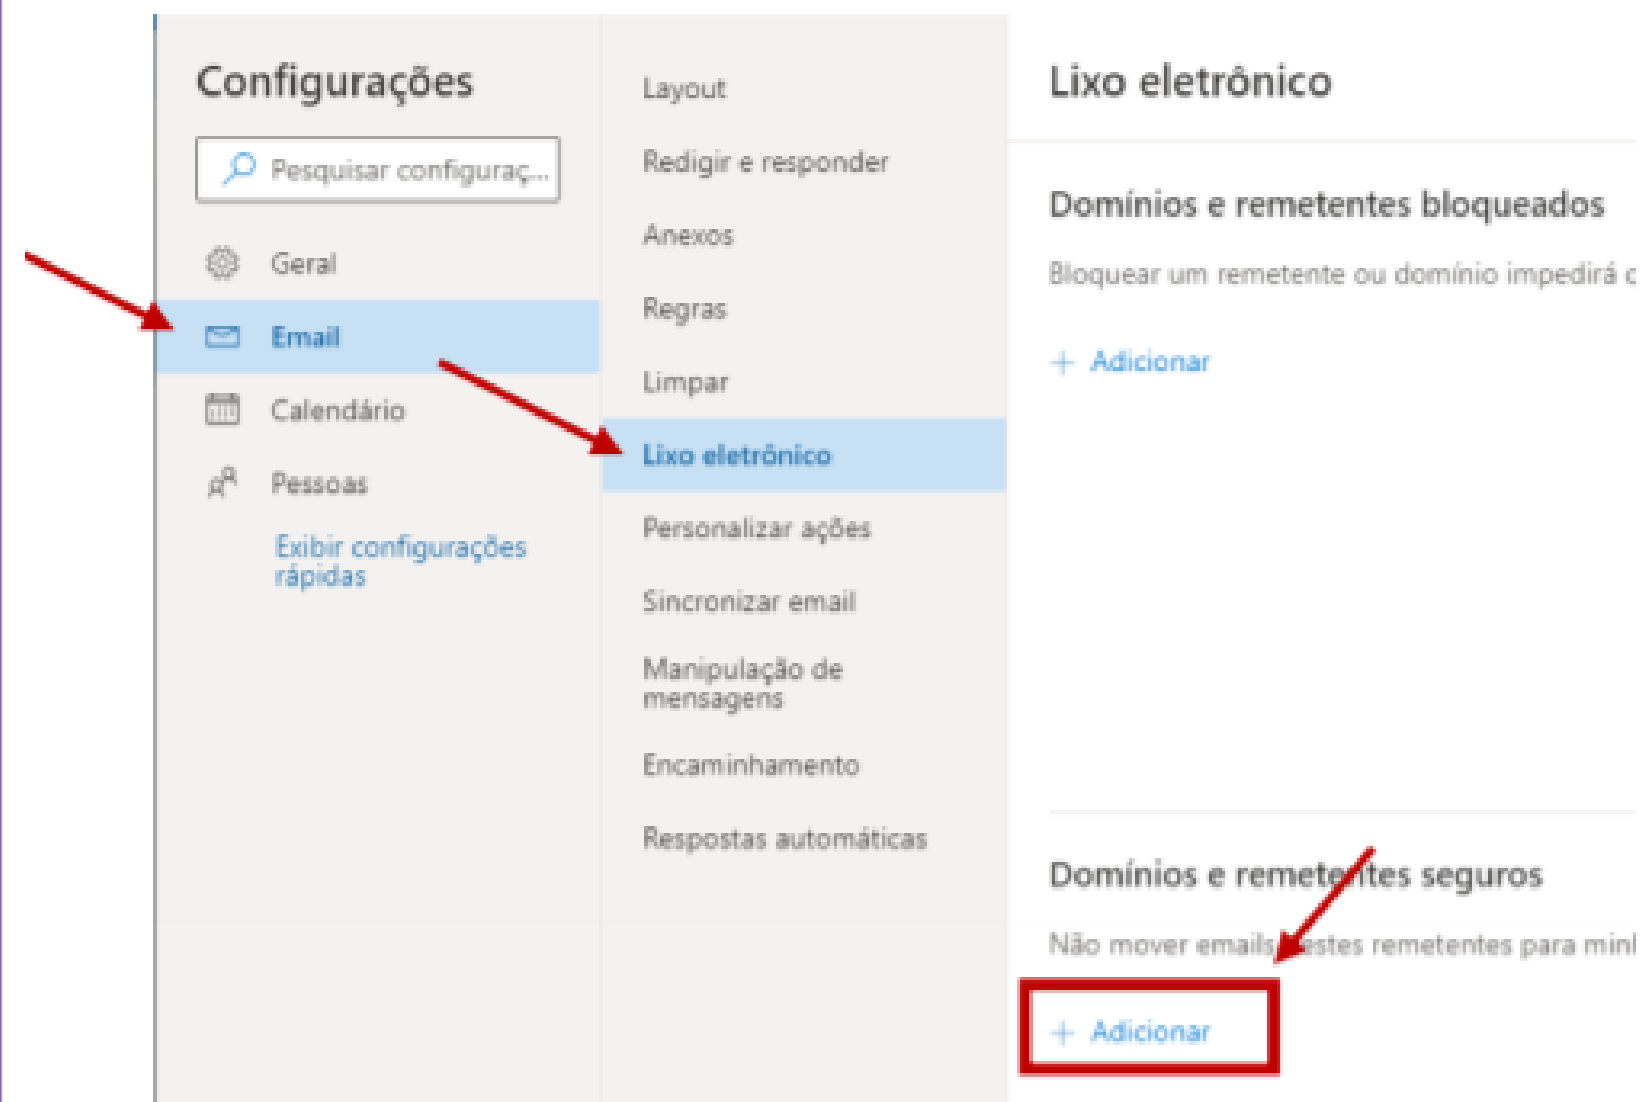 Configurações
Pesquisar configuraç...
Geral
Email
Calendário
Pessoas
Exibir configurações
rápidas
Layout
Redigir e responder
Anexos
Regras
Limpar
Lixo eletrônico
Personalizar ações
Sincronizar email
Manipulação de
mensagens
Encaminhamento
Respostas automáticas
Lixo eletrônico
Domínios e remetentes bloqueados
Bloquear um remetente ou domínio impedirá
+ Adicionar
Domínios e remetentes seguros
Não mover emails destes remetentes para
+ Adicionar